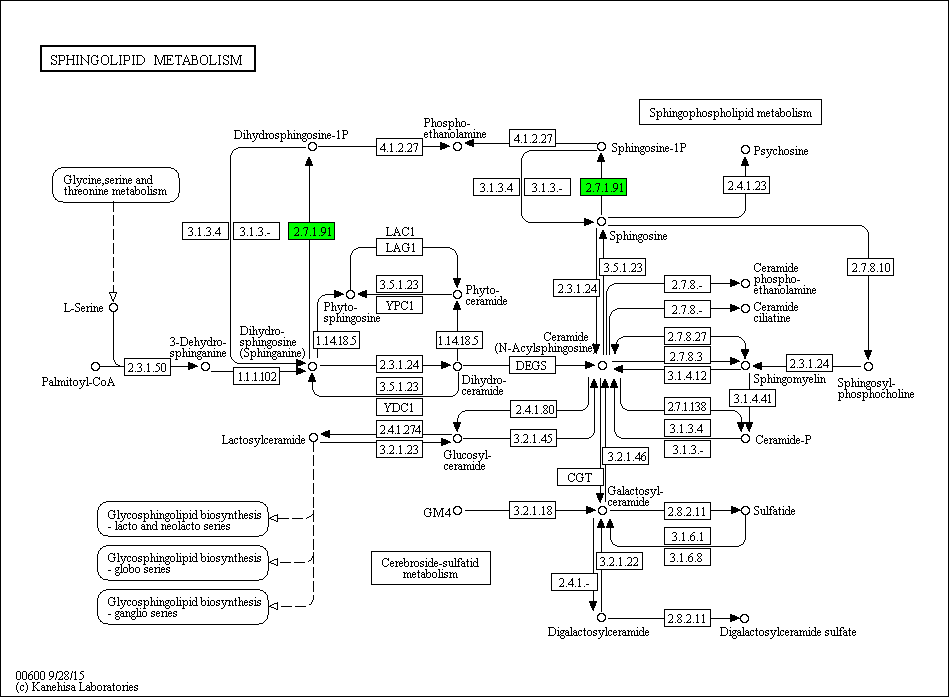 SPHINGOLIPID METABOLISM
Sphingophospholipid metabolism
Phospho-
ethanolamine
Dihydrosphingosine-1P
4.1.2.27
4.1.2.27
Sphingosine-1P
Psychosine
Glycine,serine and
threonine metabolism
3.1.3.4
3.1.3.-
2.7.1.91
2.4.1.23
3.1.3.4
3.1.3.-
2.7.1.91
LAC1
LAG1
Sphingosine
3.5.1.23
2.7.8.10
2.3.1.24
3.5.1.23
YPC1
Phyto-
sphingosine
Phyto-
ceramide
2.7.8.-
Ceramide
phospho-
ethanolamine
L-Serine
2.7.8.-
Ceramide
ciliatine
3-Dehydro-
sphinganine
Dihydro-
sphingosine
(Sphinganine)
1.14.18.5
1.14.18.5
Ceramide
(N-Acylsphingosine)
2.7.8.27
2.7.8.3
3.1.4.12
2.3.1.50
1.1.1.102
2.3.1.24
3.5.1.23
YDC1
DEGS
2.3.1.24
Palmitoyl-CoA
Dihydro-
ceramide
Sphingomyelin
Sphingosyl-
phosphocholine
2.4.1.80
2.7.1.138
3.1.4.41
3.1.3.4
3.1.3.-
Lactosylceramide
2.4.1.274
3.2.1.23
3.2.1.45
Glucosyl-
ceramide
Ceramide-P
3.2.1.46
CGT
Galactosyl-
ceramide
Glycosphingolipid biosynthesis
- lacto and neolacto series
GM4
3.2.1.18
2.8.2.11
Sulfatide
3.1.6.1
3.1.6.8
Glycosphingolipid biosynthesis
- globo series
Cerebroside-sulfatid
metabolism
3.2.1.22
2.4.1.-
Glycosphingolipid biosynthesis
- ganglio series
2.8.2.11
Digalactosylceramide
Digalactosylceramide sulfate
00600 9/28/15
(c) Kanehisa Laboratories